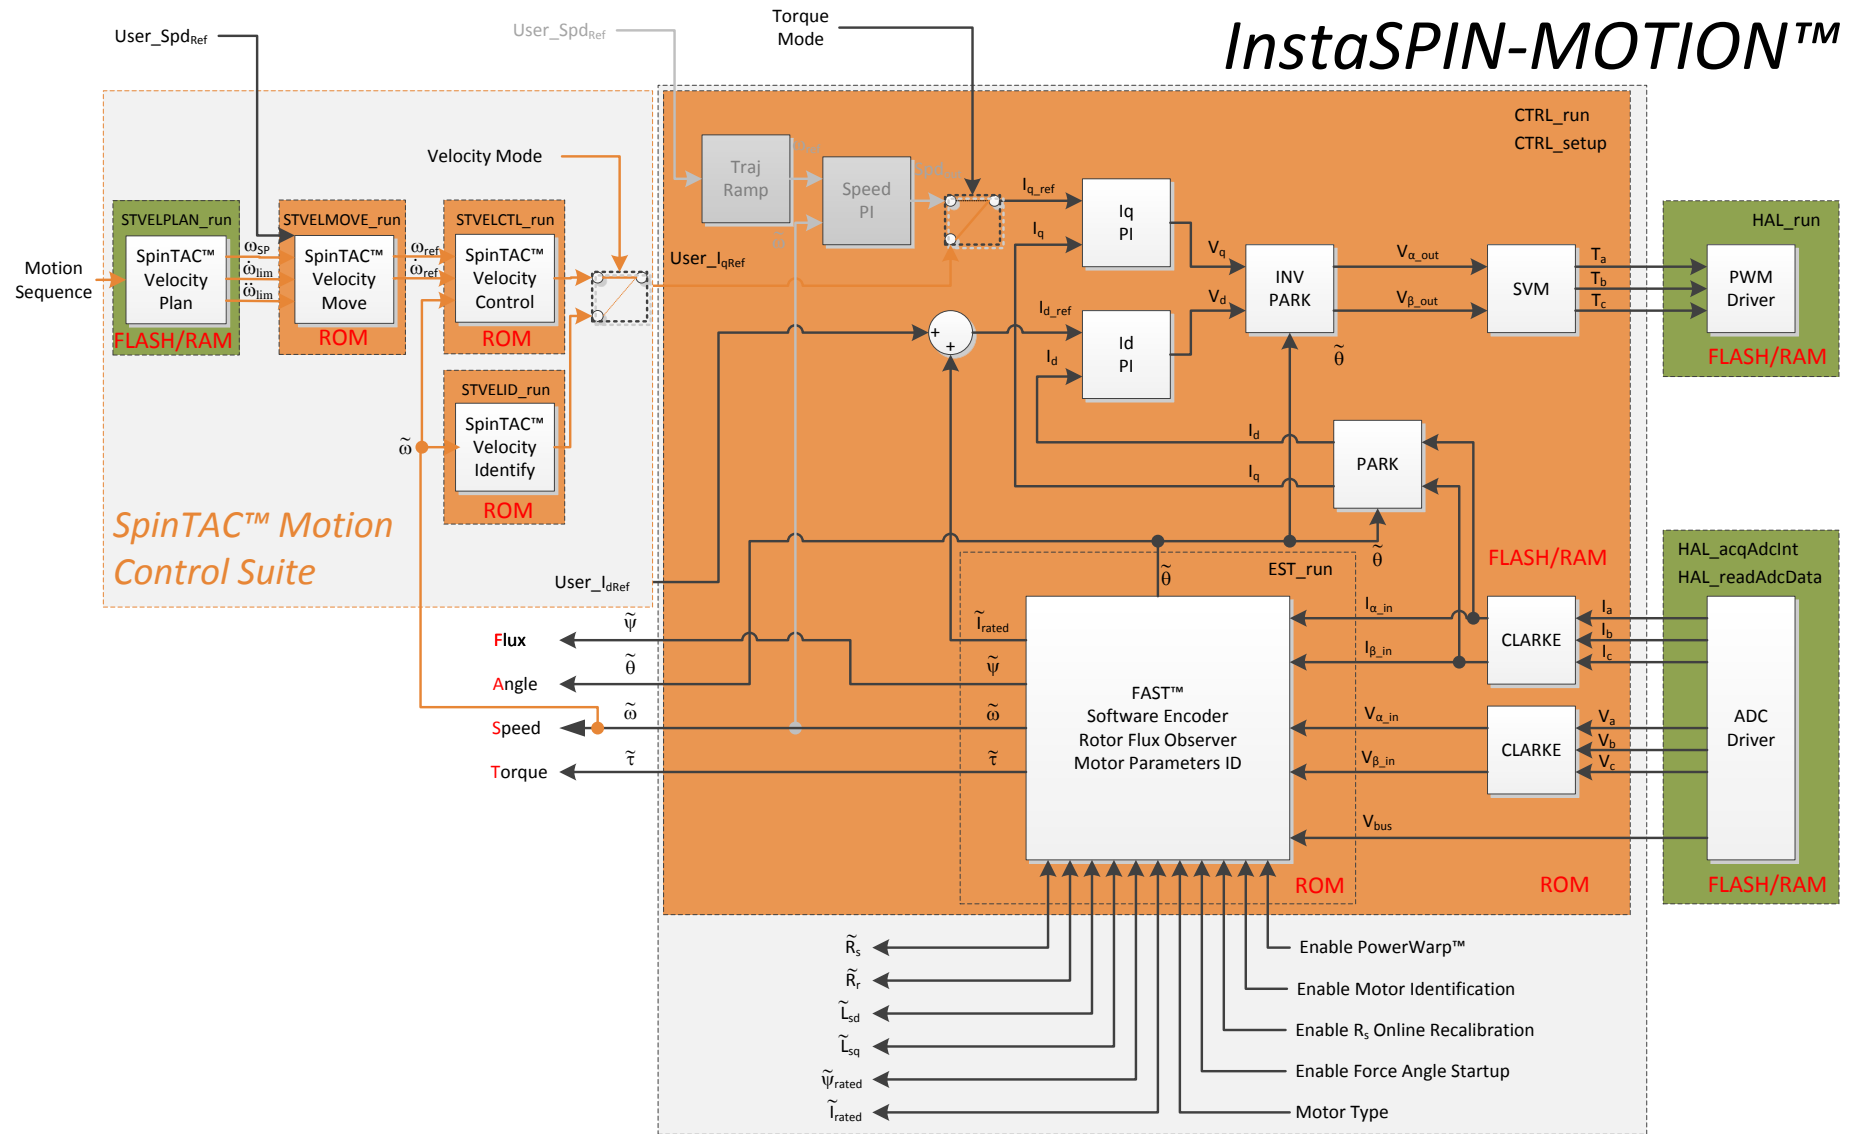 InstaSPIN-MOTION™
User_SpdRef
User_SpdRef
Torque
Mode
CTRL_run
CTRL_setup
Velocity Mode
Traj
Ramp
Speed
PI
STVELPLAN_run
SpinTAC™
Velocity
Plan
FLASH/RAM
Motion
Sequence
ωSP
ω̇lim
ω̈lim
STVELMOVE_run
SpinTAC™
Velocity
Move
ROM
ωref
ω̇ref
STVELCTL_run
SpinTAC™
Velocity
Control
ROM
STVELID_run
SpinTAC™
Velocity
Identify
ROM
ω̃
SpinTAC™ Motion
Control Suite
User_IqRef
User_IdRef
Iq_ref
Iq
Iq
PI
Id_ref
Id
Id
PI
+
+
Vq
Vd
INV
PARK
θ̃
Vα_out
Vβ_out
SVM
Ta
Tb
Tc
HAL_run
PWM
Driver
FLASH/RAM
Id
Iq
PARK
θ̃
FLASH/RAM
HAL_acqAdcInt
HAL_readAdcData
EST_run
θ̃
Ĩrated
ψ̃
ω̃
τ̃
FAST™
Software Encoder
Rotor Flux Observer
Motor Parameters ID
ROM
Iα_in
Iβ_in
CLARKE
Ia
Ib
Ic
Vα_in
Vβ_in
CLARKE
Va
Vb
Vc
Vbus
ADC
Driver
ROM
FLASH/RAM
Flux
ψ̃
Angle
θ̃
Speed
ω̃
Torque
τ̃
R̃s
R̃r
L̃sd
L̃sq
ψ̃rated
Ĩrated
Enable PowerWarp™
Enable Motor Identification
Enable Rs Online Recalibration
Enable Force Angle Startup
Motor Type